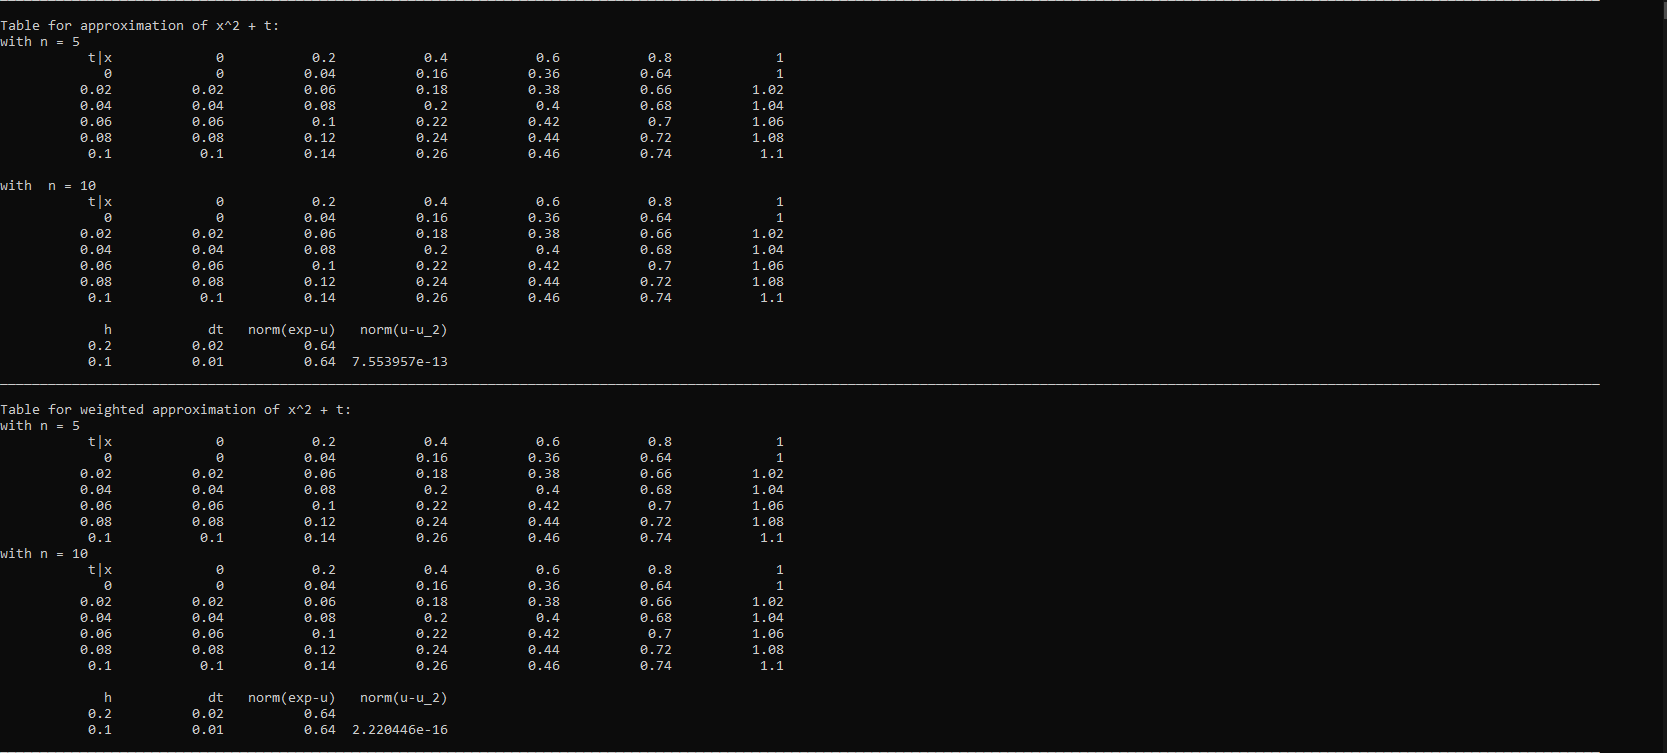 Table for approximation of x^2 + t:
with n = 5
t|x 0 0.2 0.4 0.6 0.8 1
0 0 0.04 0.16 0.36 0.64 1
0.02 0.02 0.06 0.18 0.38 0.66 1.02
0.04 0.04 0.08 0.2 0.4 0.68 1.04
0.06 0.06 0.1 0.22 0.42 0.7 1.06
0.08 0.08 0.12 0.24 0.44 0.72 1.08
0.1 0.1 0.14 0.26 0.46 0.74 1.1
with  n = 10
t|x 0 0.2 0.4 0.6 0.8 1
0 0 0.04 0.16 0.36 0.64 1
0.02 0.02 0.06 0.18 0.38 0.66 1.02
0.04 0.04 0.08 0.2 0.4 0.68 1.04
0.06 0.06 0.1 0.22 0.42 0.7 1.06
0.08 0.08 0.12 0.24 0.44 0.72 1.08
0.1 0.1 0.14 0.26 0.46 0.74 1.1
h dt norm(exp-u) norm(u-u_2)
0.2 0.02 0.64
0.1 0.01 0.64 7.553957e-13
Table for weighted approximation of x^2 + t:
with n = 5
t|x 0 0.2 0.4 0.6 0.8 1
0 0 0.04 0.16 0.36 0.64 1
0.02 0.02 0.06 0.18 0.38 0.66 1.02
0.04 0.04 0.08 0.2 0.4 0.68 1.04
0.06 0.06 0.1 0.22 0.42 0.7 1.06
0.08 0.08 0.12 0.24 0.44 0.72 1.08
0.1 0.1 0.14 0.26 0.46 0.74 1.1
with n = 10
t|x 0 0.2 0.4 0.6 0.8 1
0 0 0.04 0.16 0.36 0.64 1
0.02 0.02 0.06 0.18 0.38 0.66 1.02
0.04 0.04 0.08 0.2 0.4 0.68 1.04
0.06 0.06 0.1 0.22 0.42 0.7 1.06
0.08 0.08 0.12 0.24 0.44 0.72 1.08
0.1 0.1 0.14 0.26 0.46 0.74 1.1
h dt norm(exp-u) norm(u-u_2)
0.2 0.02 0.64
0.1 0.01 0.64 2.220446e-16